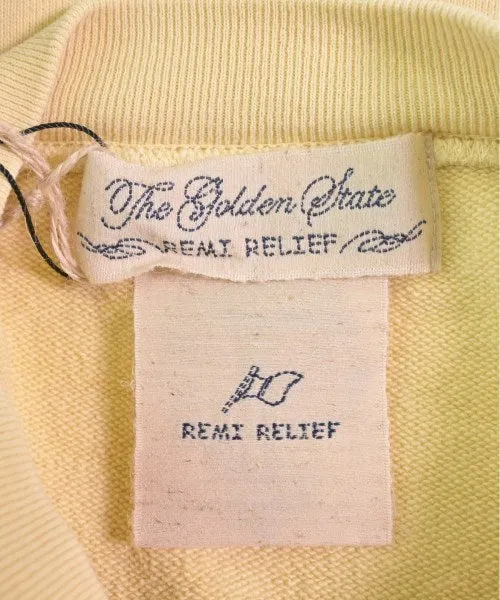 The Golden State
REMI RELIEF
REMI RELIEF